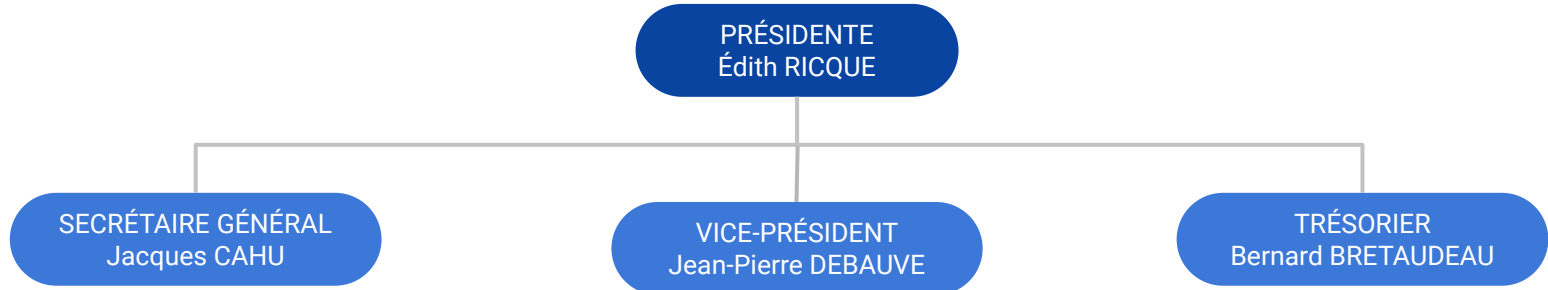 PRÉSIDENTE
Édith RICQUE
SECRÉTAIRE GÉNÉRAL
Jacques CAHU
VICE-PRÉSIDENT
Jean-Pierre DEBAUVE
TRÉSORIER
Bernard BRETAUDEAU